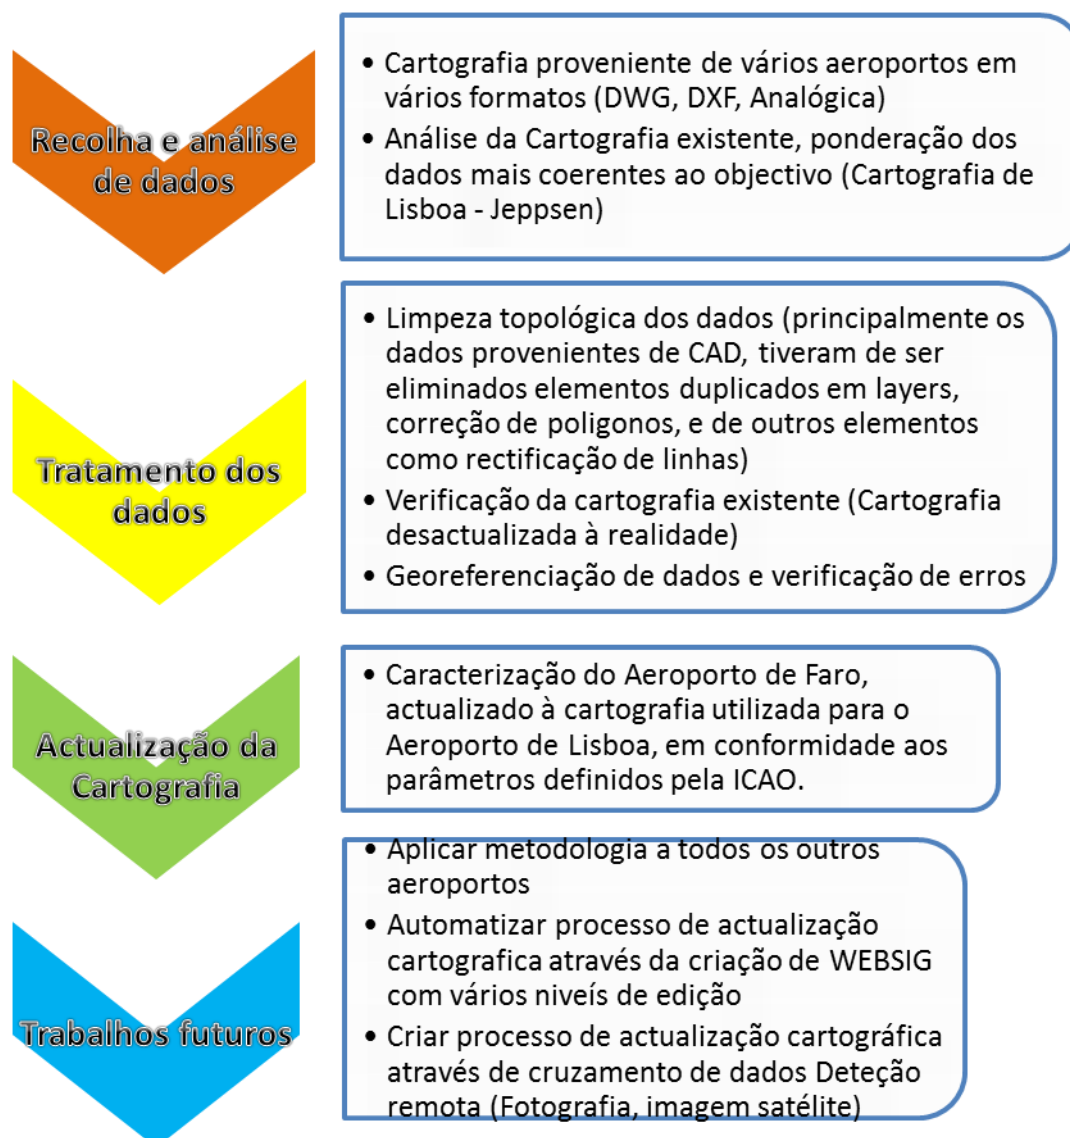 Recolha e análise
de dados
• Cartografia proveniente de vários aeroportos em
vários formatos (DWG, DXF, Analógica)
• Análise da Cartografia existente, ponderação dos
dados mais coerentes ao objectivo (Cartografia de
Lisboa - Jeppsen)
Tratamento dos
dados
• Limpeza topológica dos dados (principalmente os
dados provenientes de CAD, tiveram de ser
eliminados elementos duplicados em layers,
correção de poligonos, e de outros elementos
como rectificação de linhas)
• Verificação da cartografia existente (Cartografia
desactualizada à realidade)
• Georeferenciação de dados e verificação de erros
Actualização da
Cartografia
• Caracterização do Aeroporto de Faro,
actualizado à cartografia utilizada para o
Aeroporto de Lisboa, em conformidade aos
parâmetros definidos pela ICAO.
Trabalhos futuros
• Aplicar metodologia a todos os outros
aeroportos
• Automatizar processo de actualização
cartografica através da criação de WEBSIG
com vários niveís de edição
• Criar processo de actualização cartográfica
através de cruzamento de dados Deteção
remota (Fotografia, imagem satélite)